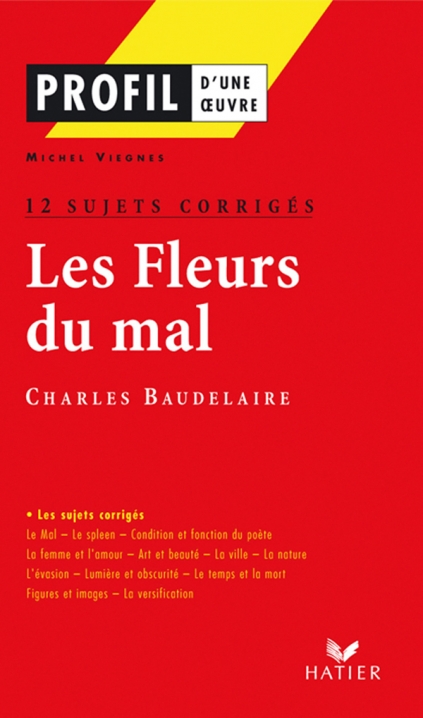 PROFIL
D'UNE
ŒUVRE
MICHEL VIEGNES
12 SUJETS CORRIGÉS
Les Fleurs
du mal
CHARLES BAUDELAIRE
• Les sujets corrigés
Le Mal – Le spleen – Condition et fonction du poète
La femme et l'amour – Art et beauté – La ville – La nature
L'évasion – Lumière et obscurité – Le temps et la mort
Figures et images – La versification
HATIER